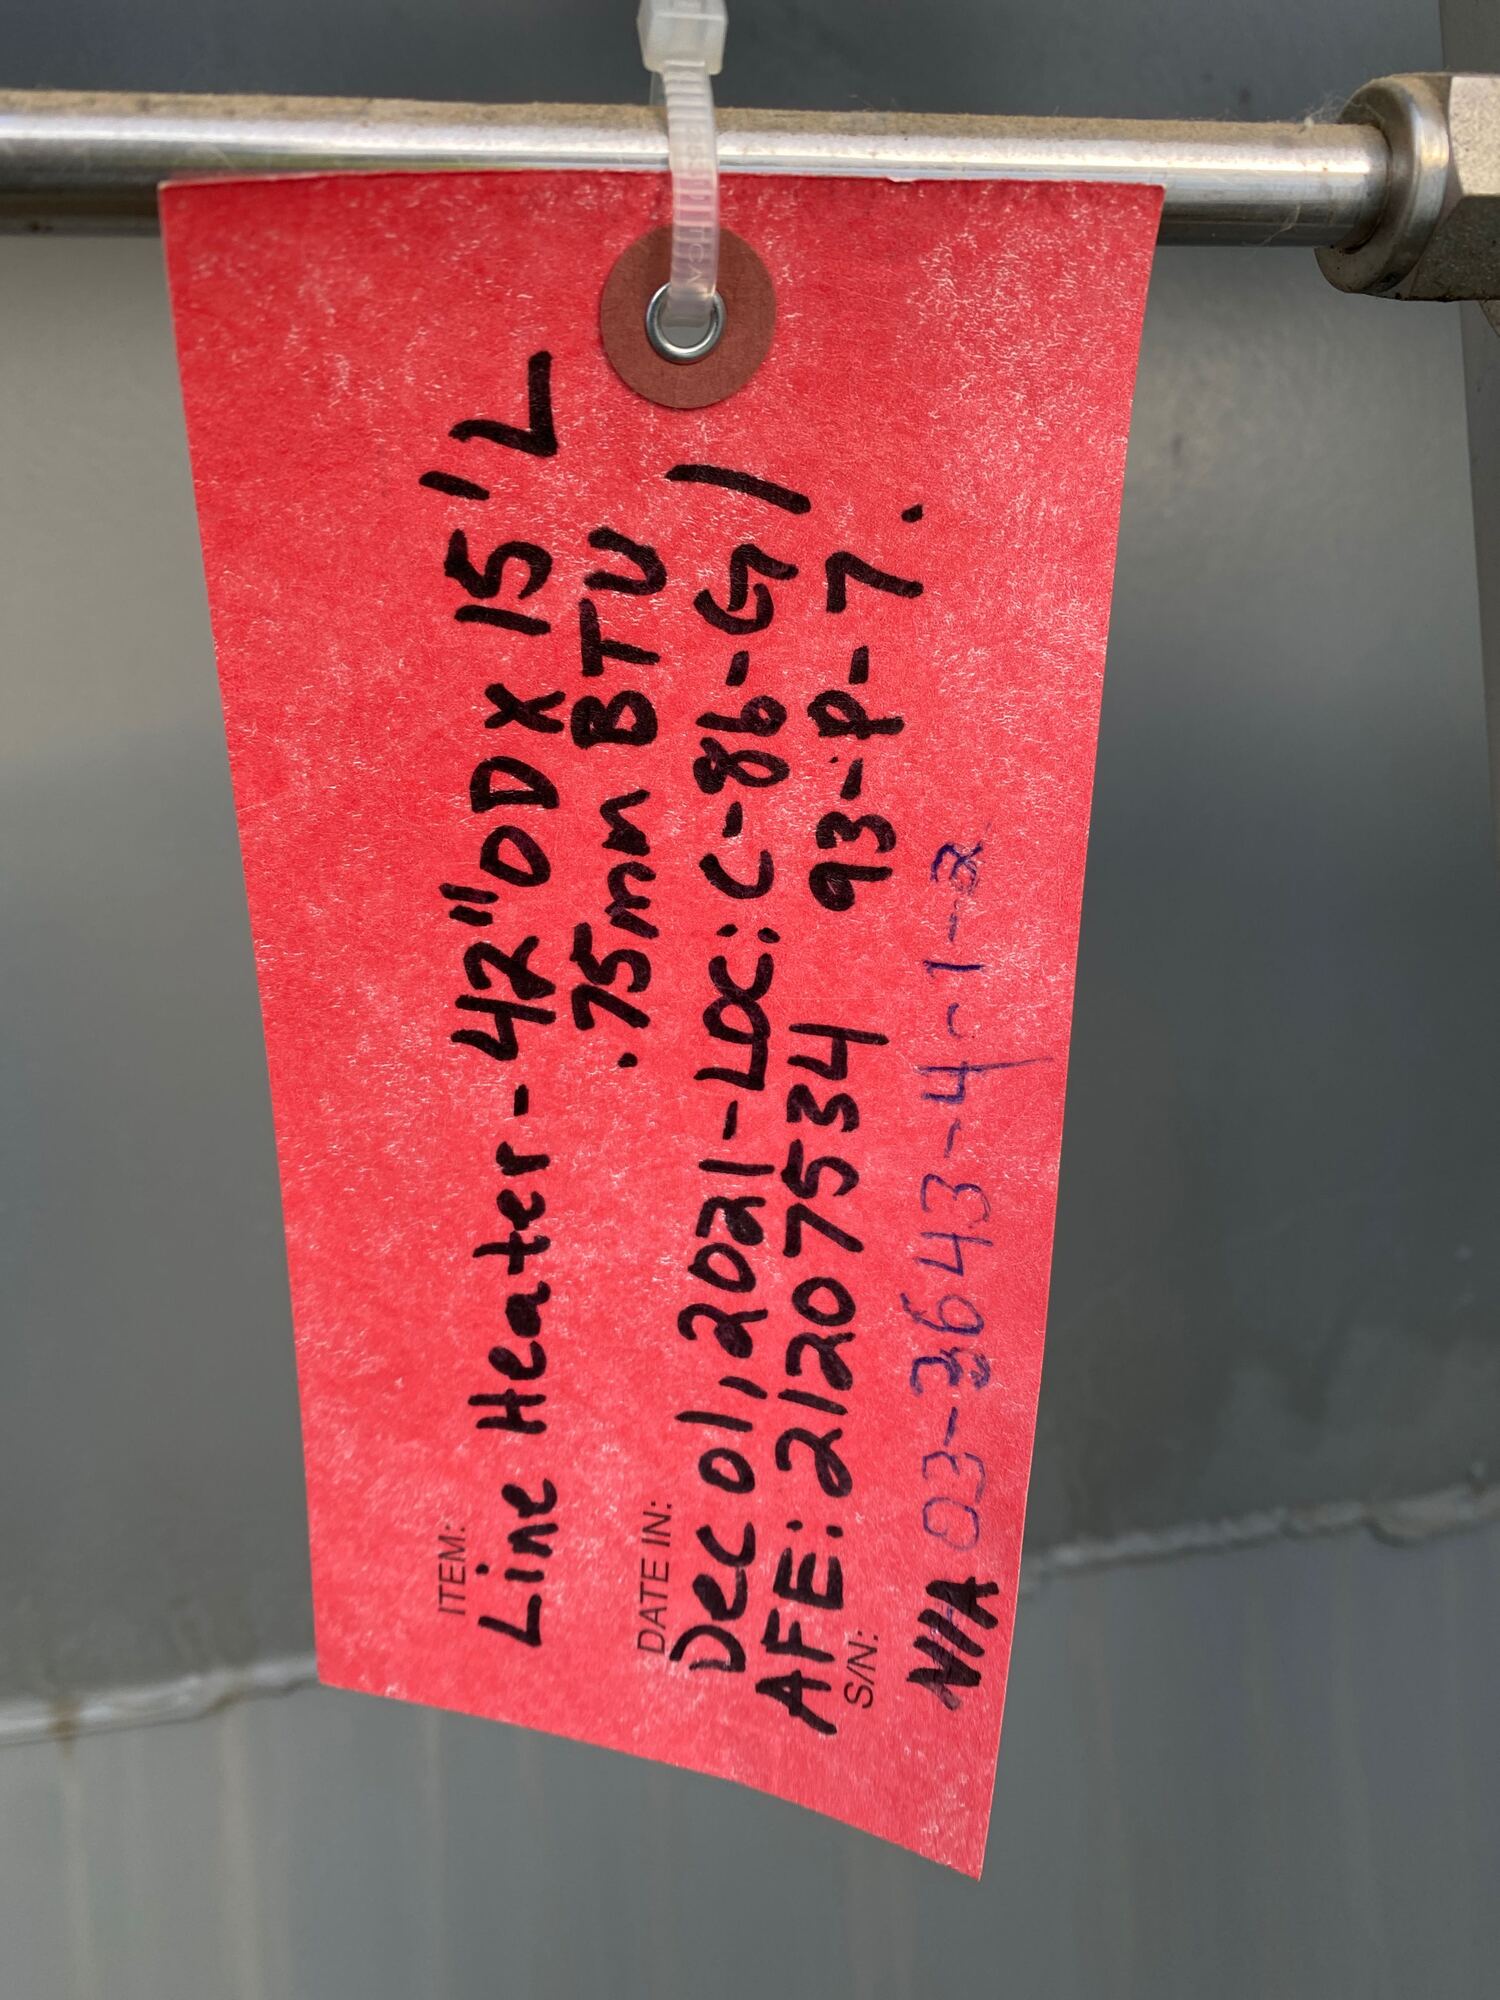 ITEM:
Line Heater - 42" OD X 15' L
.75mm BTU
DATE IN:
Dec 01, 2021 - LOC: C-86-G /
AFE: 21207534 93-P-7.
S/N:
N/A 03-3643-4-1-2